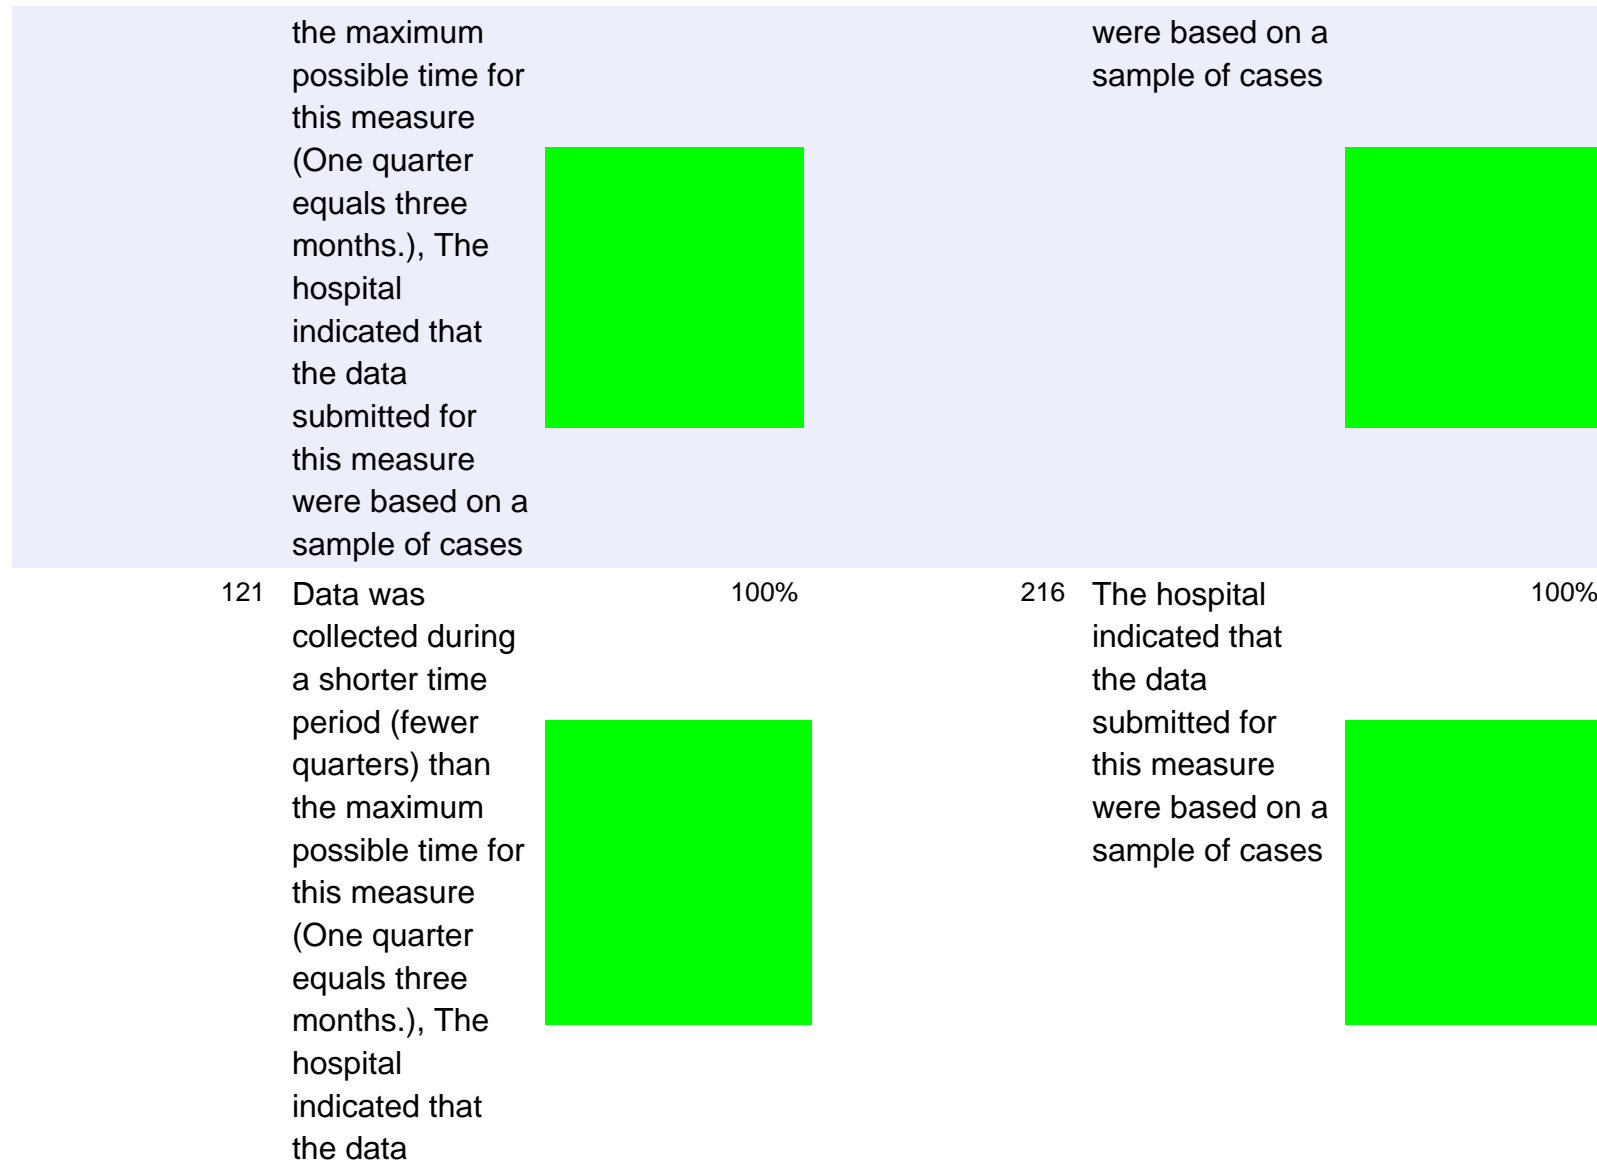 the maximum
possible time for
this measure
(One quarter
equals three
months.), The
hospital
indicated that
the data
submitted for
this measure
were based on a
sample of cases
were based on a
sample of cases
121
Data was
collected during
a shorter time
period (fewer
quarters) than
the maximum
possible time for
this measure
(One quarter
equals three
months.), The
hospital
indicated that
the data
100%
216
The hospital
indicated that
the data
submitted for
this measure
were based on a
sample of cases
100%